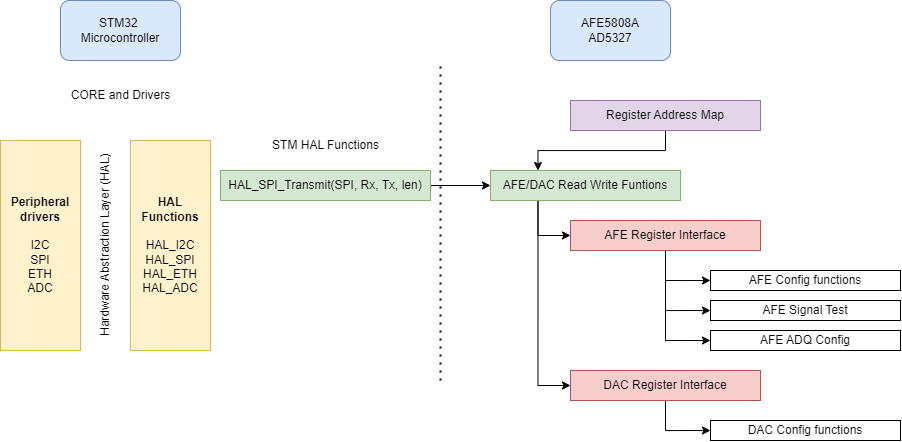 STM32
Microcontroller
AFE5808A
AD5327
CORE and Drivers
Register Address Map
STM HAL Functions
HAL_SPI_Transmit(SPI, Rx, Tx, len)
AFE/DAC Read Write Funtions
Peripheral
drivers
I2C
SPI
ETH
ADC
Hardware Abstraction Layer (HAL)
HAL
Functions
HAL_I2C
HAL_SPI
HAL_ETH
HAL_ADC
AFE Register Interface
AFE Config functions
AFE Signal Test
AFE ADQ Config
DAC Register Interface
DAC Config functions